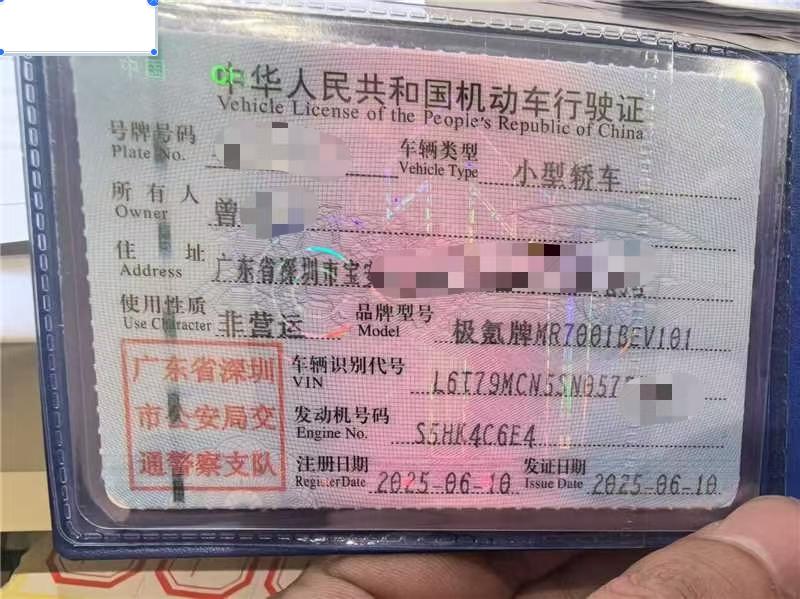 中国
中华人民共和国机动车行驶证
Vehicle License of the People's Republic of China
号牌号码
Plate No.
车辆类型 小型轿车
Vehicle Type
所有人 曾
Owner
住址 广东省深圳市宝安
Address
使用性质 非营运
Use Character
品牌型号 极氪牌MR7001BEV101
Model
广东省深圳
市公安局交
通警察支队
车辆识别代号 L6T79MCN5SN057
VIN
发动机号码 S5HK4C6E4
Engine No.
注册日期 2025-06-10
Register Date
发证日期 2025-06-10
Issue Date